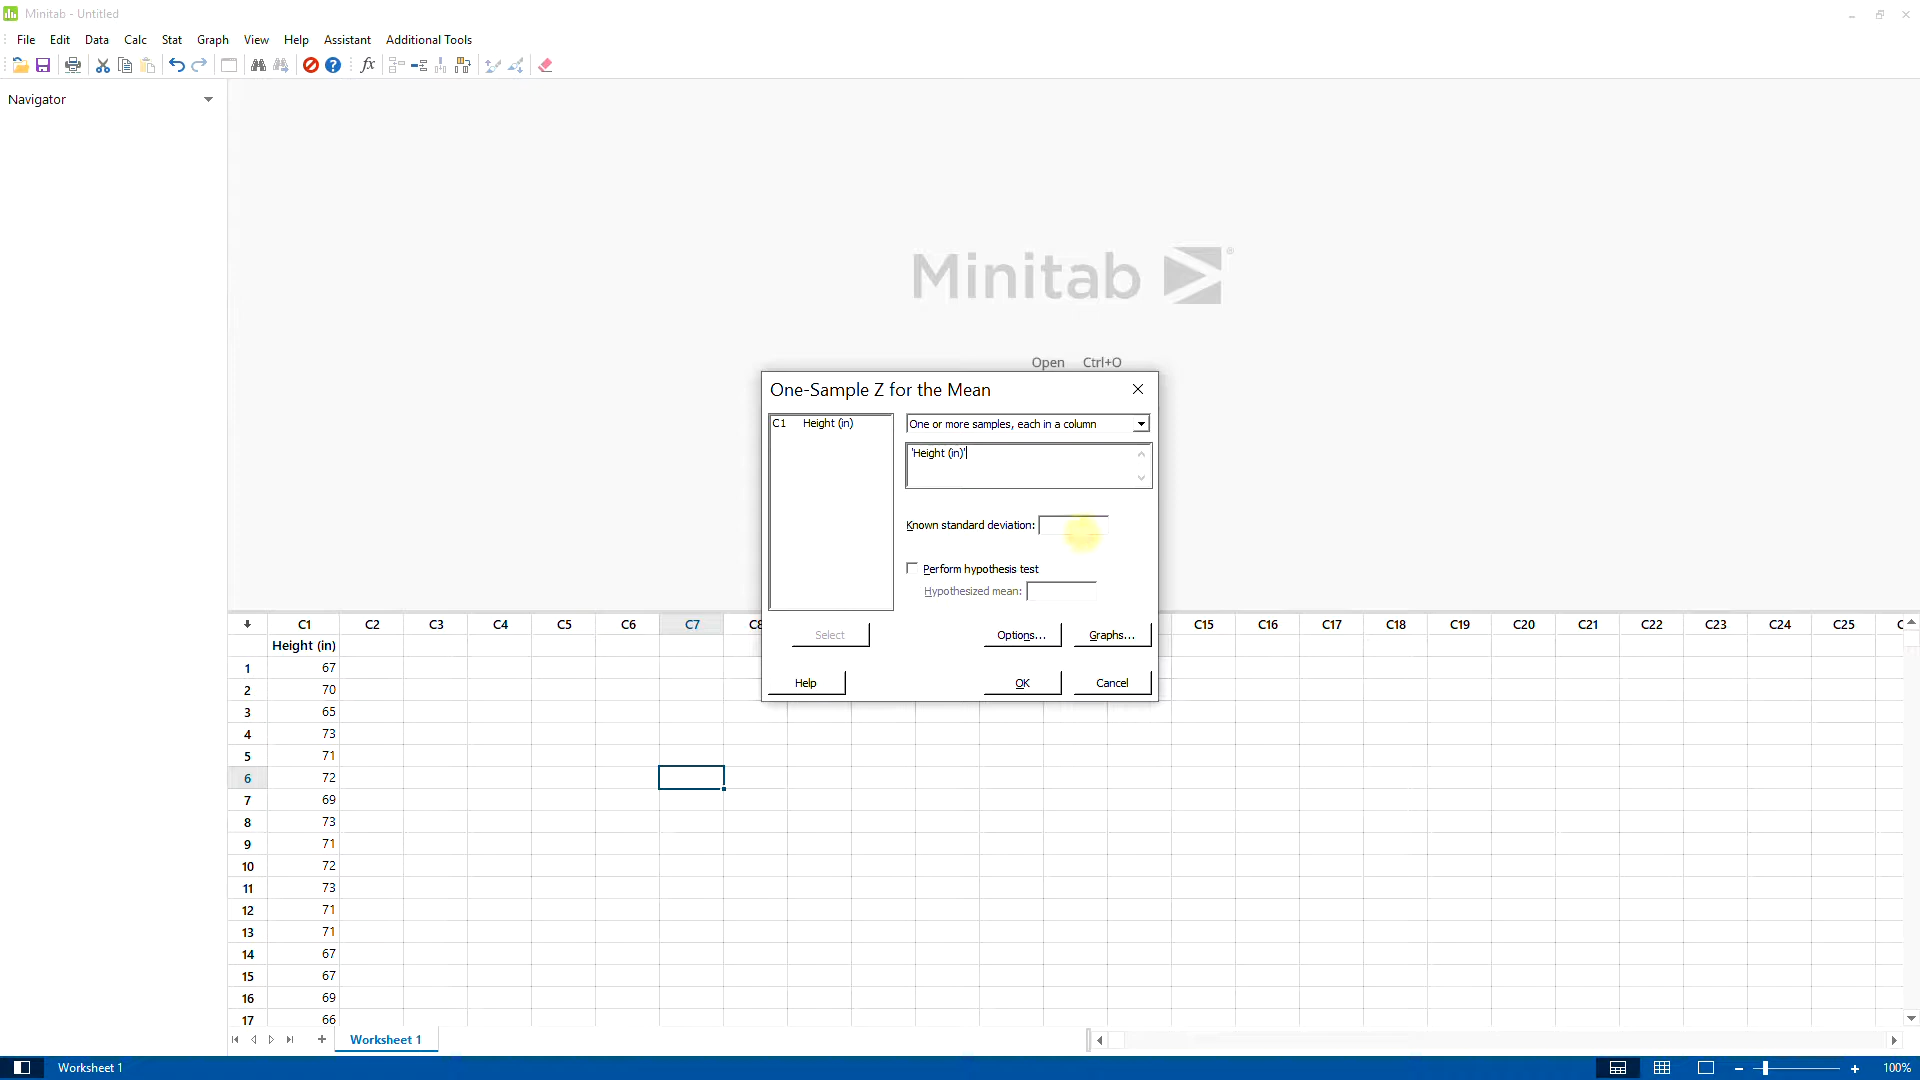 Minitab - Untitled
File Edit Data Calc Stat Graph View Help Assistant Additional Tools
Navigator
Minitab
Open Ctrl+O
One-Sample Z for the Mean
C1 Height (in)
One or more samples, each in a column
'Height (in)'
Known standard deviation:
Perform hypothesis test
Hypothesized mean:
Select Options... Graphs...
Help OK Cancel
C1 C2 C3 C4 C5 C6 C7 C8 C15 C16 C17 C18 C19 C20 C21 C22 C23 C24 C25
Height (in)
1 67
2 70
3 65
4 73
5 71
6 72
7 69
8 73
9 71
10 72
11 73
12 71
13 71
14 67
15 67
16 69
17 66
Worksheet 1
Worksheet 1 100%